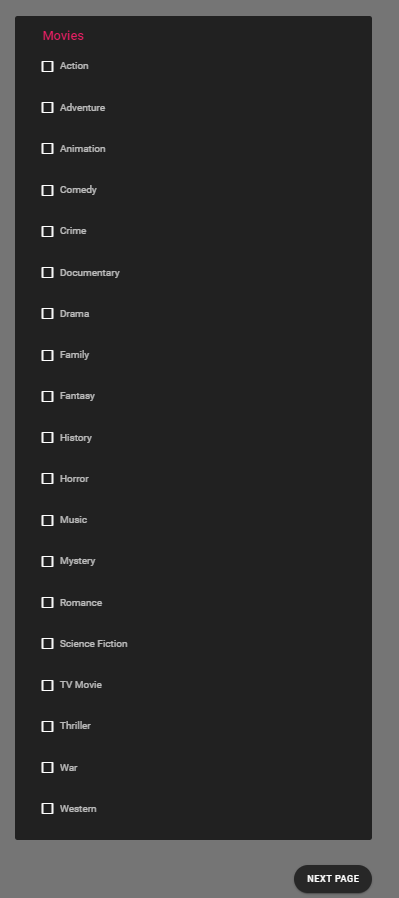 Movies
Action
Adventure
Animation
Comedy
Crime
Documentary
Drama
Family
Fantasy
History
Horror
Music
Mystery
Romance
Science Fiction
TV Movie
Thriller
War
Western
NEXT PAGE